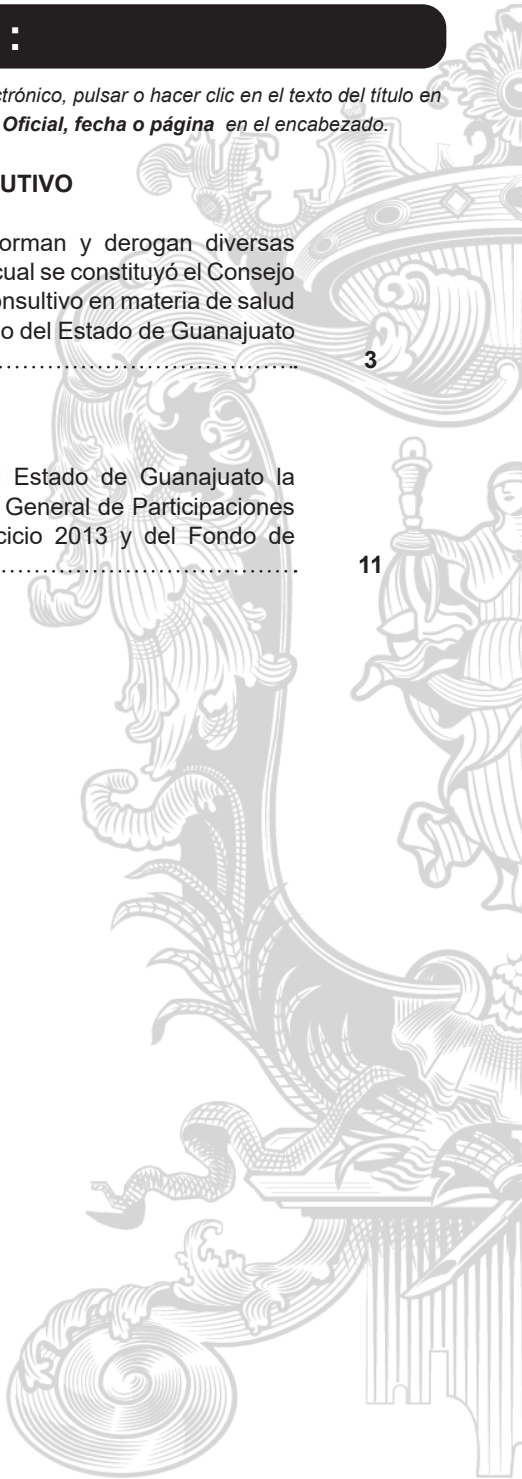 :
ctrónico, pulsar o hacer clic en el texto del título en
Oficial, fecha o página en el encabezado.
UTIVO
orman y derogan diversas
cual se constituyó el Consejo
onsultivo en materia de salud
o del Estado de Guanajuato
........................................ 3
Estado de Guanajuato la
General de Participaciones
cicio 2013 y del Fondo de
........................................ 11